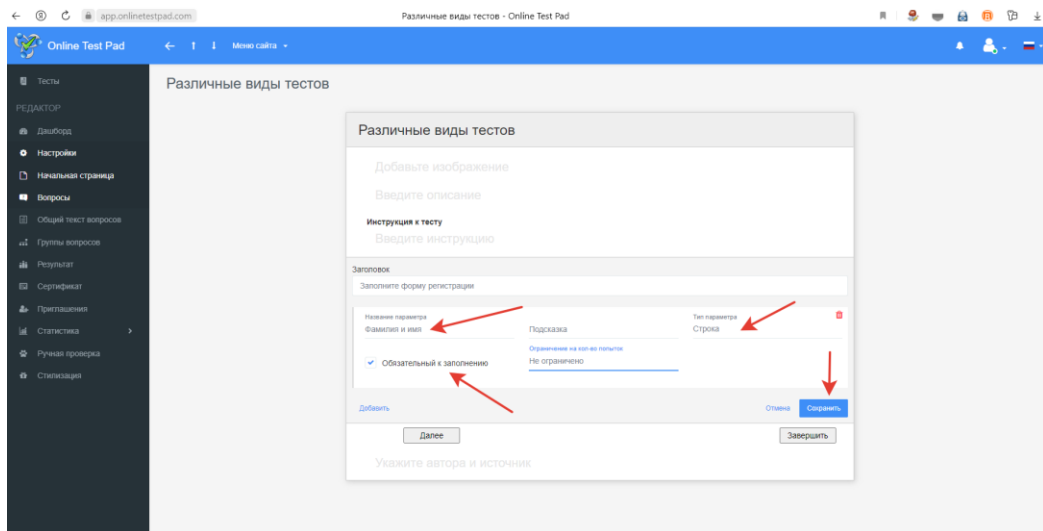 app.onlinetestpad.com
Различные виды тестов - Online Test Pad
Online Test Pad
Меню сайта
Тесты
РЕДАКТОР
Дашборд
Настройки
Начальная страница
Вопросы
Общий текст вопросов
Группы вопросов
Результат
Сертификат
Приглашения
Статистика
Ручная проверка
Стилизация
Различные виды тестов
Различные виды тестов
Добавьте изображение
Введите описание
Инструкция к тесту
Введите инструкцию
Заголовок
Заполните форму регистрации
Название параметра
Фамилия и имя
Подсказка
Тип параметра
Строка
Обязательный к заполнению
Ограничение на кол-во попыток
Не ограничено
Добавить
Отмена
Сохранить
Далее
Завершить
Укажите автора и источник